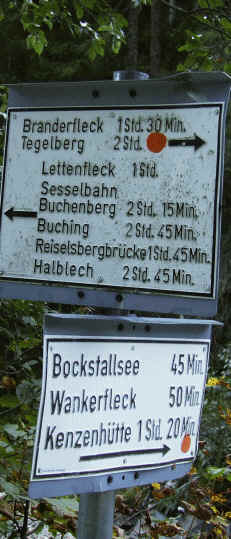 Branderfleck 1 Std. 30 Min.
Tegelberg 2 Std.
Lettenfleck 1 Std.
Sesselbahn
Buchenberg 2 Std. 15 Min.
Buching 2 Std. 45 Min.
Reiselsbergbrücke 1 Std. 45 Min.
Halblech 2 Std. 45 Min.
Bockstallsee 45 Min.
Wankerfleck 50 Min.
Kenzenhütte 1 Std. 20 Min.